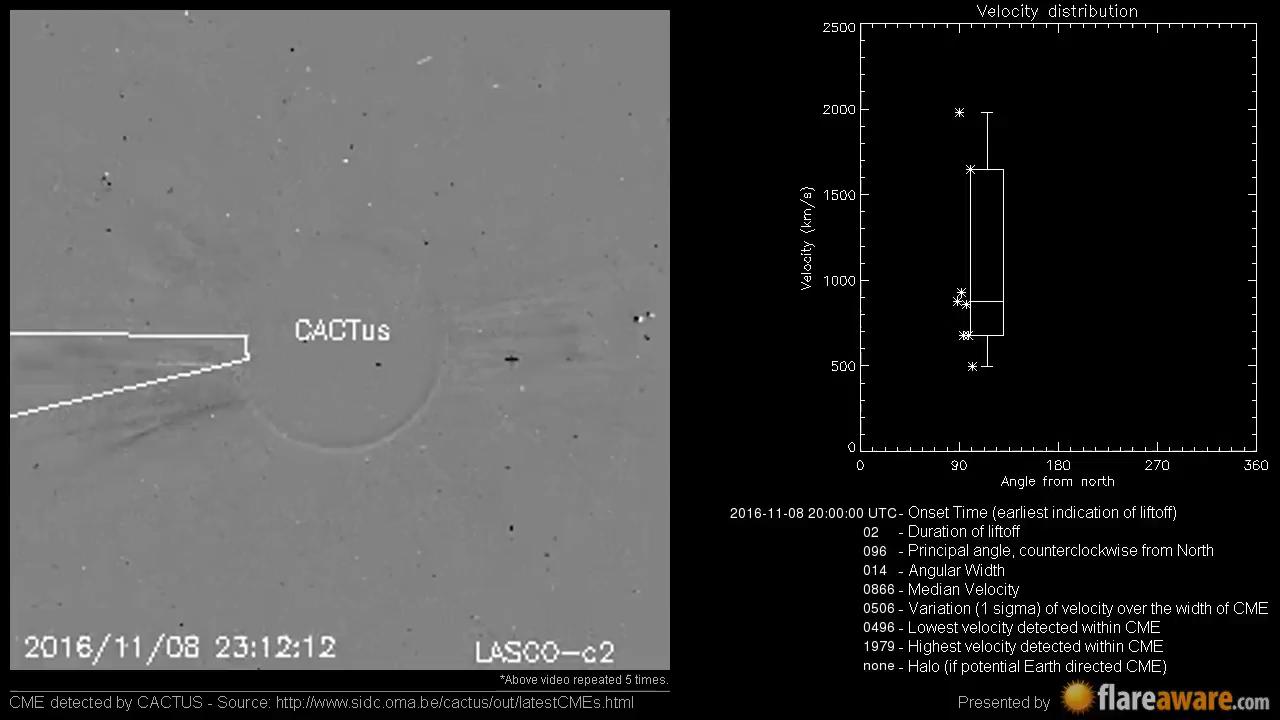 CACTus
2016/11/08 23:12:12
LASCO-c2
*Above video repeated 5 times.
CME detected by CACTUS - Source: http://www.sidc.oma.be/cactus/out/latestCMEs.html
Velocity distribution
2500
2000
1500
1000
500
0
Velocity (km/s)
0 90 180 270 360
Angle from north
2016-11-08 20:00:00 UTC - Onset Time (earliest indication of liftoff)
02 - Duration of liftoff
096 - Principal angle, counterclockwise from North
014 - Angular Width
0866 - Median Velocity
0506 - Variation (1 sigma) of velocity over the width of CME
0496 - Lowest velocity detected within CME
1979 - Highest velocity detected within CME
none - Halo (if potential Earth directed CME)
Presented by flareaware.com